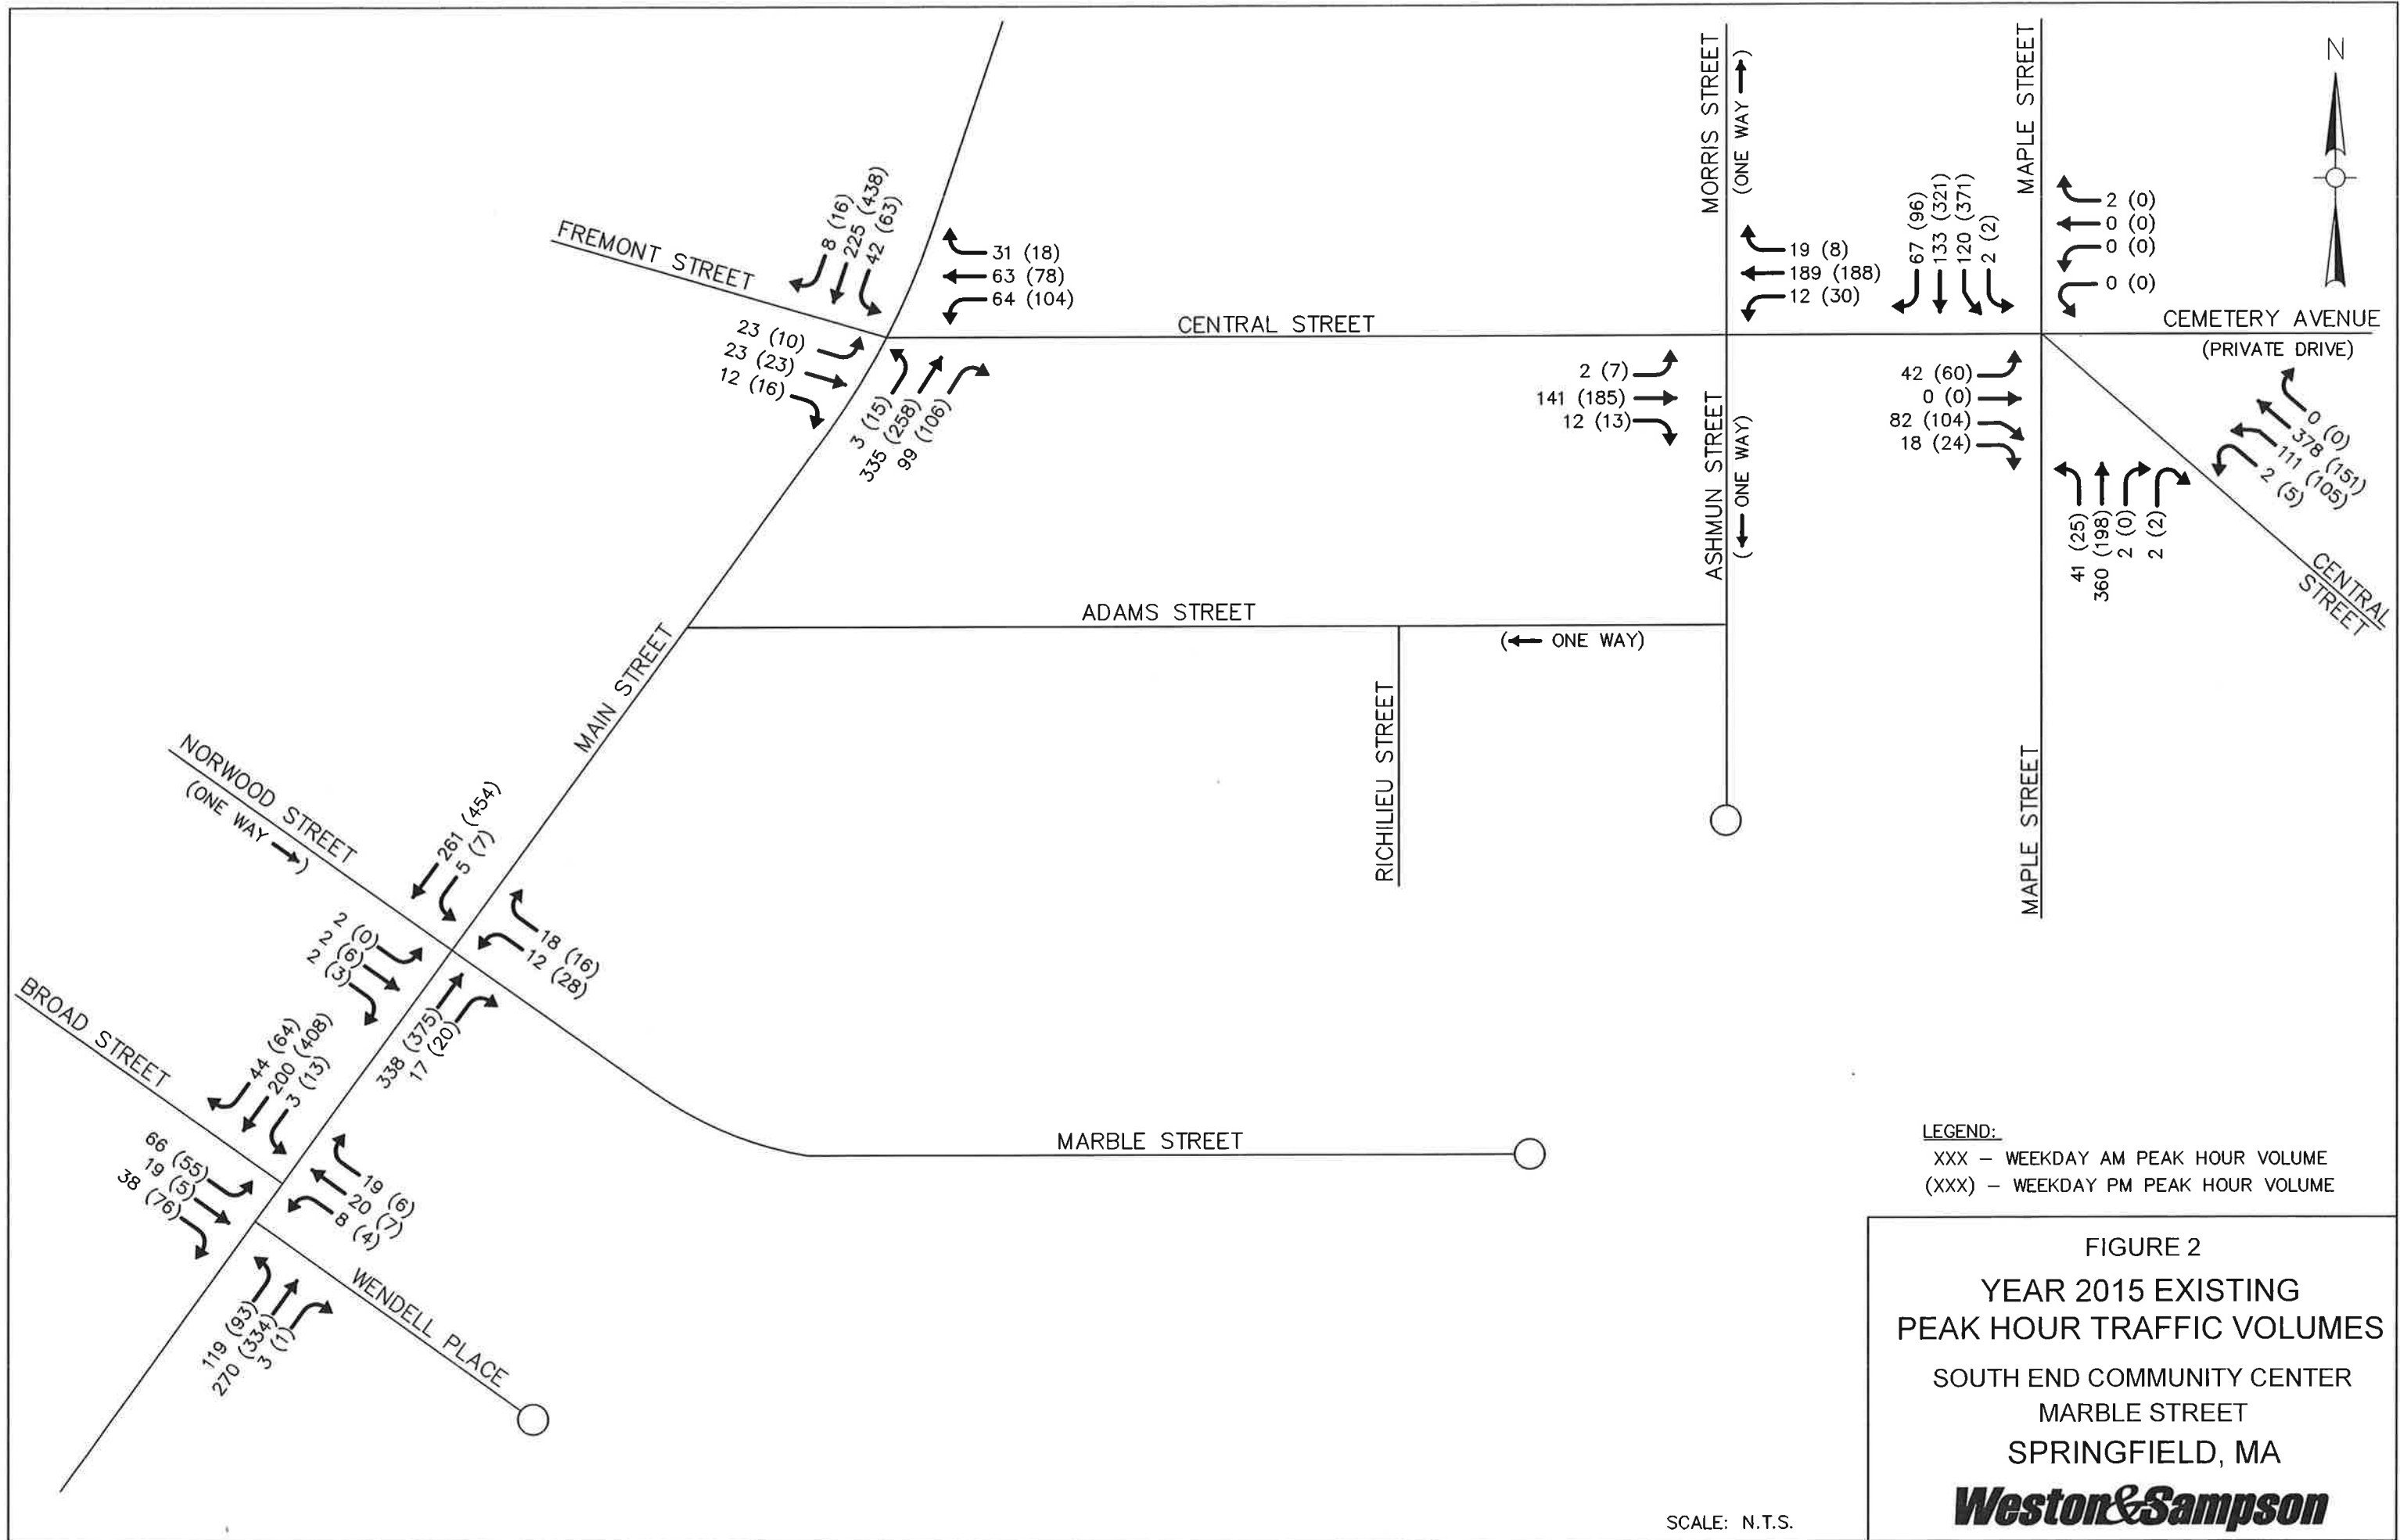 FREMONT STREET
8 (16)
225 (438)
42 (63)
31 (18)
63 (78)
64 (104)
23 (10)
23 (23)
12 (16)
3 (15)
335 (258)
99 (106)
CENTRAL STREET
MORRIS STREET
(ONE WAY →)
19 (8)
189 (188)
12 (30)
2 (7)
141 (185)
12 (13)
ASHMUN STREET
(← ONE WAY)
MAPLE STREET
67 (96)
133 (321)
120 (371)
2 (2)
2 (0)
0 (0)
0 (0)
0 (0)
N
CEMETERY AVENUE
(PRIVATE DRIVE)
42 (60)
0 (0)
82 (104)
18 (24)
41 (25)
360 (198)
2 (0)
2 (2)
0 (0)
378 (151)
111 (105)
2 (5)
CENTRAL
STREET
MAPLE STREET
ADAMS STREET
(← ONE WAY)
RICHILIEU STREET
MAIN STREET
NORWOOD STREET
(ONE WAY →)
261 (454)
5 (7)
18 (16)
12 (28)
2 (0)
2 (6)
2 (3)
338 (375)
17 (20)
BROAD STREET
44 (64)
200 (408)
3 (13)
66 (55)
19 (5)
38 (76)
19 (6)
20 (7)
8 (4)
119 (93)
270 (334)
3 (1)
WENDELL PLACE
MARBLE STREET
LEGEND:
XXX – WEEKDAY AM PEAK HOUR VOLUME
(XXX) – WEEKDAY PM PEAK HOUR VOLUME
FIGURE 2
YEAR 2015 EXISTING
PEAK HOUR TRAFFIC VOLUMES
SOUTH END COMMUNITY CENTER
MARBLE STREET
SPRINGFIELD, MA
Weston&Sampson
SCALE: N.T.S.